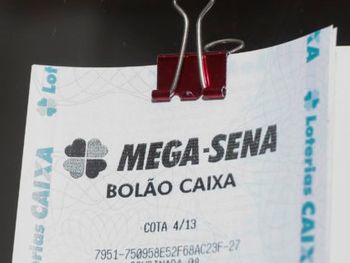 Loterias CAIXA
MEGA-SENA
BOLÃO CAIXA
COTA 4/13
7951-750958E52F68AC23F-27
Loterias CAIXA